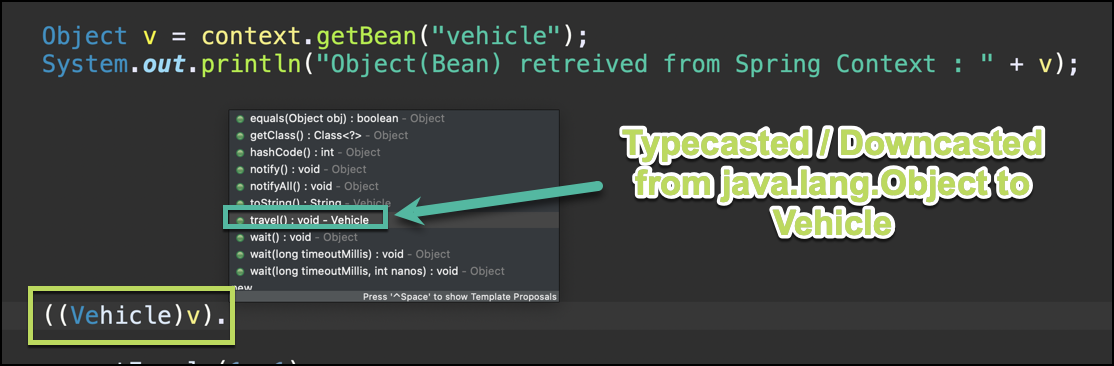 Object v = context.getBean("vehicle");
System.out.println("Object(Bean) retreived from Spring Context : " + v);
equals(Object obj) : boolean - Object
getClass() : Class<?> - Object
hashCode() : int - Object
notify() : void - Object
notifyAll() : void - Object
toString() : String - Vehicle
travel() : void - Vehicle
wait() : void - Object
wait(long timeoutMillis) : void - Object
wait(long timeoutMillis, int nanos) : void - Object
new
Press '^Space' to show Template Proposals
Typecasted / Downcasted
from java.lang.Object to
Vehicle
((Vehicle)v).